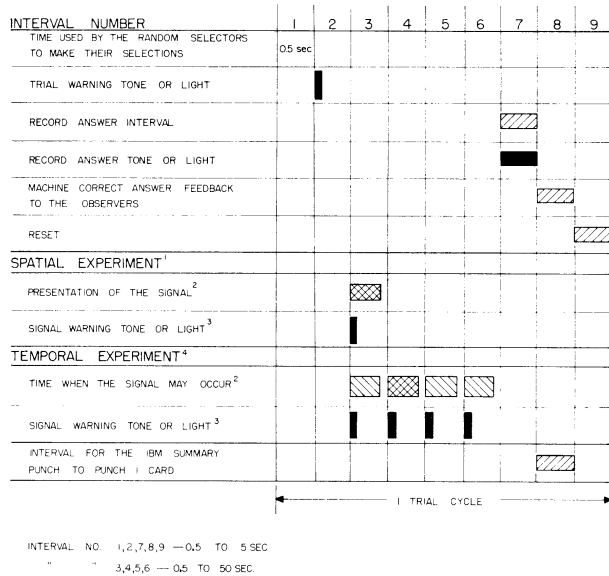 INTERVAL NUMBER 1 2 3 4 5 6 7 8 9
TIME USED BY THE RANDOM SELECTORS
TO MAKE THEIR SELECTIONS 0.5 sec
TRIAL WARNING TONE OR LIGHT
RECORD ANSWER INTERVAL
RECORD ANSWER TONE OR LIGHT
MACHINE CORRECT ANSWER FEEDBACK
TO THE OBSERVERS
RESET
SPATIAL EXPERIMENT¹
PRESENTATION OF THE SIGNAL²
SIGNAL WARNING TONE OR LIGHT³
TEMPORAL EXPERIMENT⁴
TIME WHEN THE SIGNAL MAY OCCUR²
SIGNAL WARNING TONE OR LIGHT³
INTERVAL FOR THE IBM SUMMARY
PUNCH TO PUNCH 1 CARD
1 TRIAL CYCLE
INTERVAL NO. 1,2,7,8,9 — 0.5 TO 5 SEC
" " 3,4,5,6 — 0.5 TO 50 SEC.